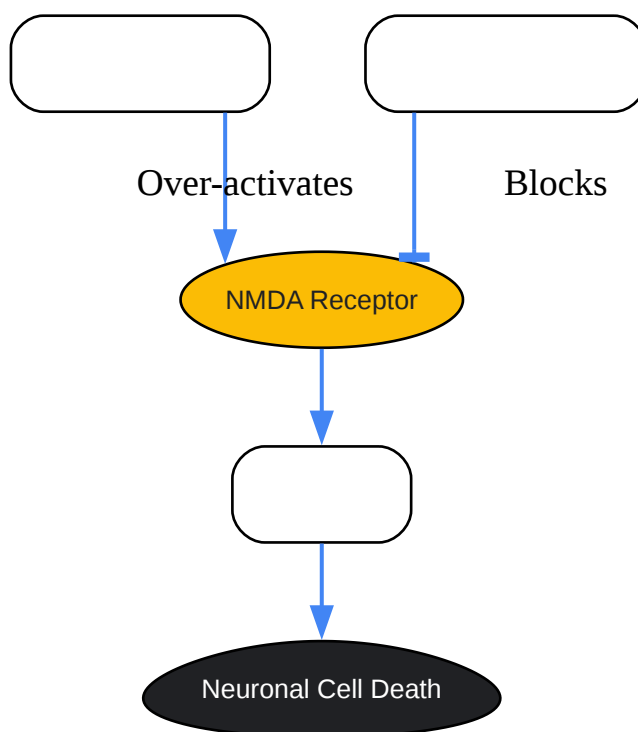 Over-activates
Blocks
NMDA Receptor
Neuronal Cell Death